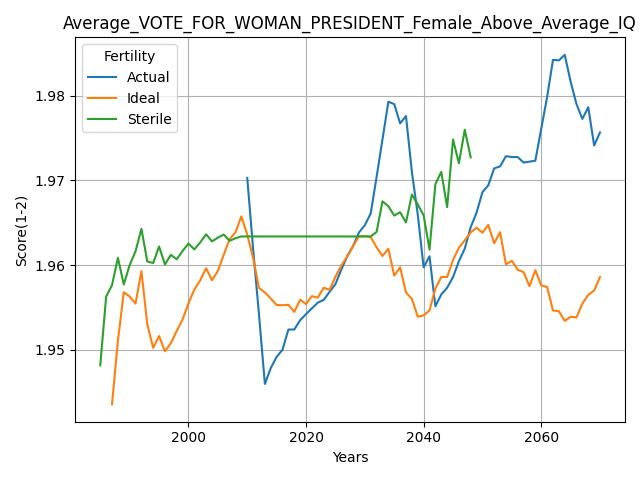 Average_VOTE_FOR_WOMAN_PRESIDENT_Female_Above_Average_IQ
Fertility
Actual
Ideal
Sterile
1.98
1.97
1.96
1.95
Score(1-2)
2000
2020
2040
2060
Years